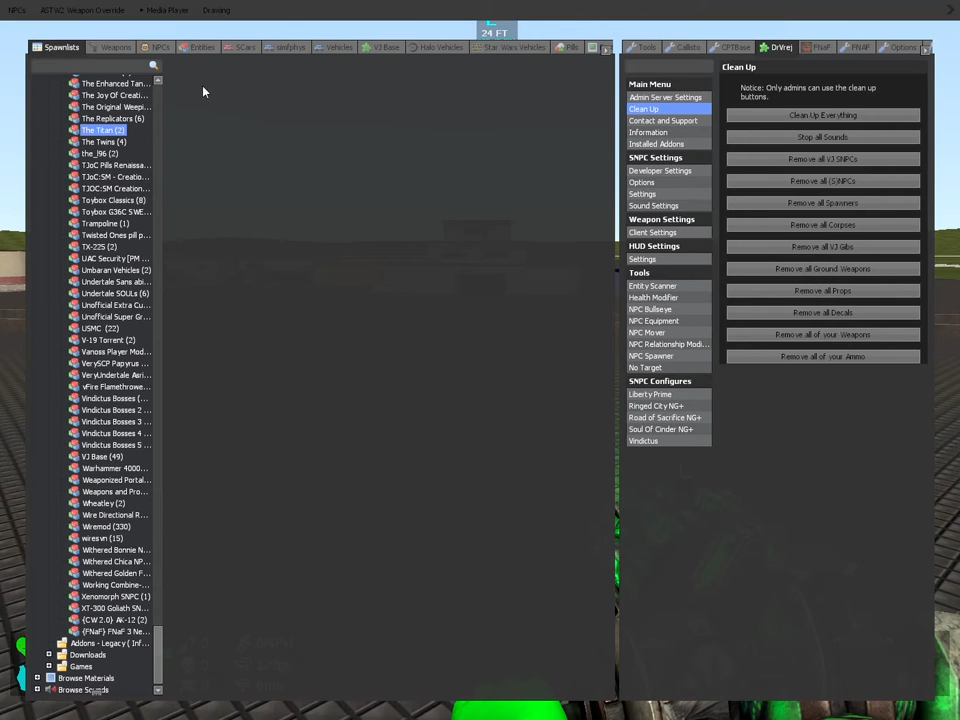 NPCs ASTW2 Weapon Override • Media Player Drawing
24 FT
Spawnlists Weapons NPCs Entities SCars simfphys Vehicles VJ Base Halo Vehicles Star Wars Vehicles Pills
Tools Callisto CPTBase DrVrej FNaF FNAF Options
The Enhanced Tan...
The Joy Of Creati...
The Original Weepi...
The Replicators (6)
The Titan (2)
The Twins (4)
the_l96 (2)
TJoC Pills Renaissa...
TJoC:SM - Creatio...
TJOC:SM Creation...
Toybox Classics (8)
Toybox G36C SWE...
Trampoline (1)
Twisted Ones pill p...
TX-225 (2)
UAC Security [PM ...
Umbaran Vehicles (2)
Undertale Sans abi...
Undertale SOULs (6)
Unofficial Extra Cu...
Unofficial Super Gr...
USMC (22)
V-19 Torrent (2)
Vanoss Player Mod...
VerySCP Papyrus ...
VeryUndertale Asri...
vFire Flamethrowe...
Vindictus Bosses (...
Vindictus Bosses 2 ...
Vindictus Bosses 3 ...
Vindictus Bosses 4 ...
Vindictus Bosses 5 ...
VJ Base (49)
Warhammer 4000...
Weaponized Portal...
Weapons and Pro...
Wheatley (2)
Wire Directional R...
Wiremod (330)
wiresvn (15)
Withered Bonnie N...
Withered Chica NP...
Withered Golden F...
Working Combine-...
Xenomorph SNPC (1)
XT-300 Goliath SN...
{CW 2.0} AK-12 (2)
{FNaF} FNaF 3 Ne...
Addons - Legacy ( Inf...
Downloads
Games
Browse Materials
Browse Sounds
Main Menu
Admin Server Settings
Clean Up
Contact and Support
Information
Installed Addons
SNPC Settings
Developer Settings
Options
Settings
Sound Settings
Weapon Settings
Client Settings
HUD Settings
Settings
Tools
Entity Scanner
Health Modifier
NPC Bullseye
NPC Equipment
NPC Mover
NPC Relationship Modi...
NPC Spawner
No Target
SNPC Configures
Liberty Prime
Ringed City NG+
Road of Sacrifice NG+
Soul Of Cinder NG+
Vindictus
Clean Up
Notice: Only admins can use the clean up
buttons.
Clean Up Everything
Stop all Sounds
Remove all VJ SNPCs
Remove all (S)NPCs
Remove all Spawners
Remove all Corpses
Remove all VJ Gibs
Remove all Ground Weapons
Remove all Props
Remove all Decals
Remove all of your Weapons
Remove all of your Ammo